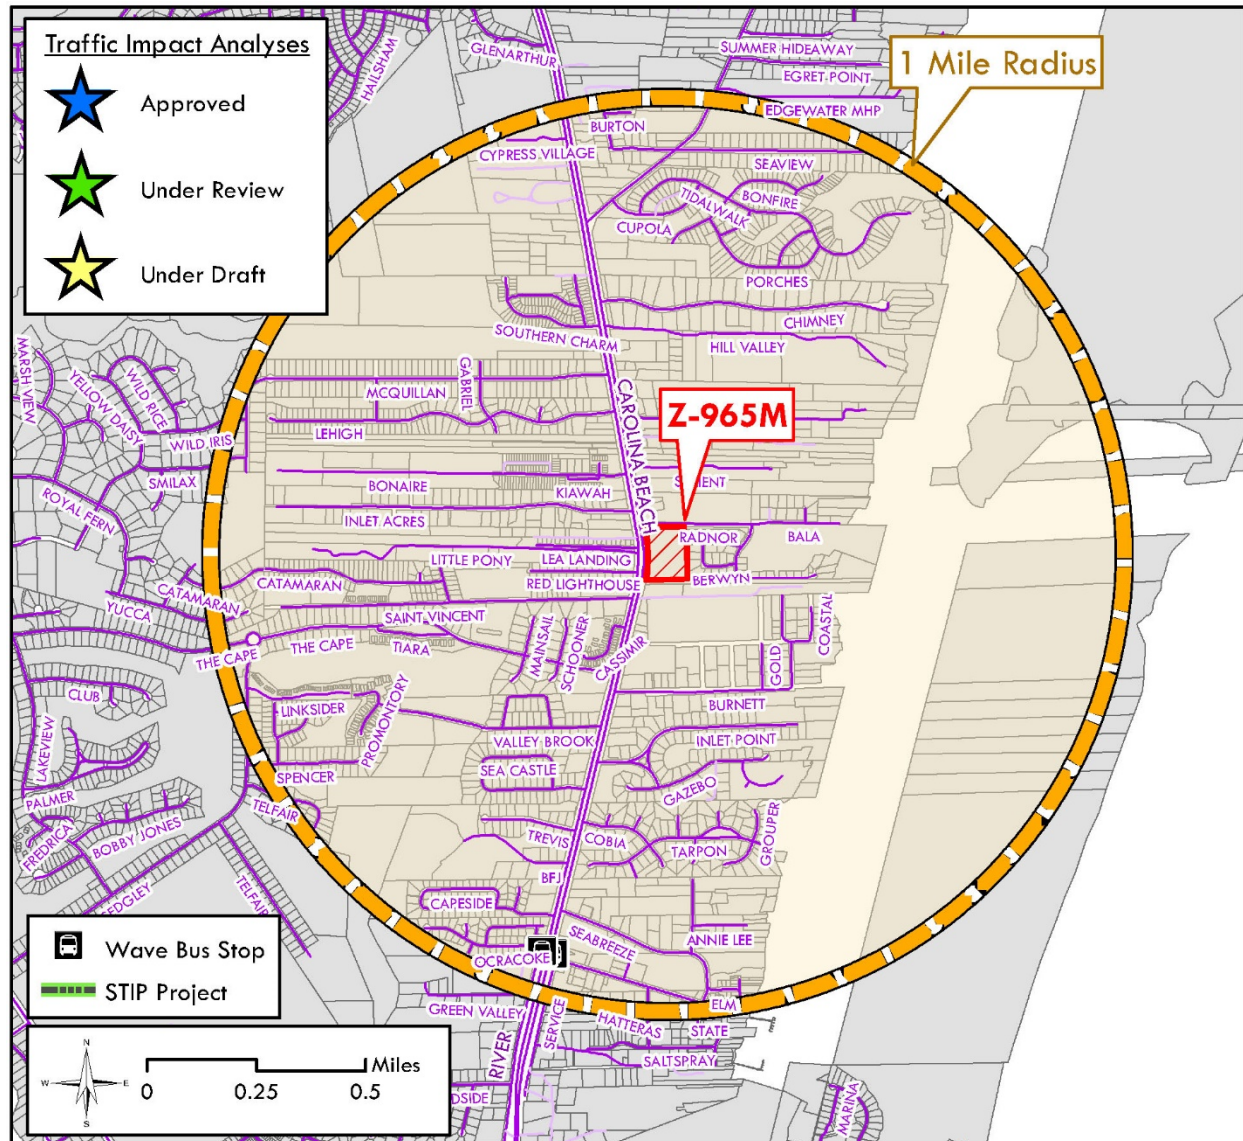 Traffic Impact Analyses
Approved
Under Review
Under Draft
1 Mile Radius
HAILSHAM
GLENARTHUR
SUMMER HIDEAWAY
EGRET POINT
EDGEWATER MHP
BURTON
CYPRESS VILLAGE
SEAVIEW
TIDALWALK
BONFIRE
CUPOLA
PORCHES
CHIMNEY
SOUTHERN CHARM
HILL VALLEY
MARSH VIEW
YELLOW DAISY
WILD RICE
WILD IRIS
SMILAX
ROYAL FERN
MCQUILLAN
GABRIEL
LEHIGH
CAROLINA BEACH
Z-965M
BONAIRE
KIAWAH
INLET ACRES
RADNOR
BALA
LITTLE PONY
LEA LANDING
RED LIGHTHOUSE
BERWYN
CATAMARAN
CATAMARAN
YUCCA
SAINT VINCENT
THE CAPE
THE CAPE
TIARA
MAINSAIL
SCHOONER
CASSIMIR
GOLD
COASTAL
CLUB
LAKEVIEW
LINKSIDER
PROMONTORY
BURNETT
VALLEY BROOK
INLET POINT
SPENCER
SEA CASTLE
GAZEBO
PALMER
FREDRICA
BOBBY JONES
TELFAIR
TREVIS
COBIA
TARPON
GROUPER
BFJ
SEDGLEY
TELFAIR
CAPESIDE
SEABREEZE
ANNIE LEE
OCRACOKE
Wave Bus Stop
STIP Project
GREEN VALLEY
SERVICE
HATTERAS
ELM
STATE
RIVER
SALTSPRAY
DSIDE
MARINA
N
W
E
S
Miles
0
0.25
0.5